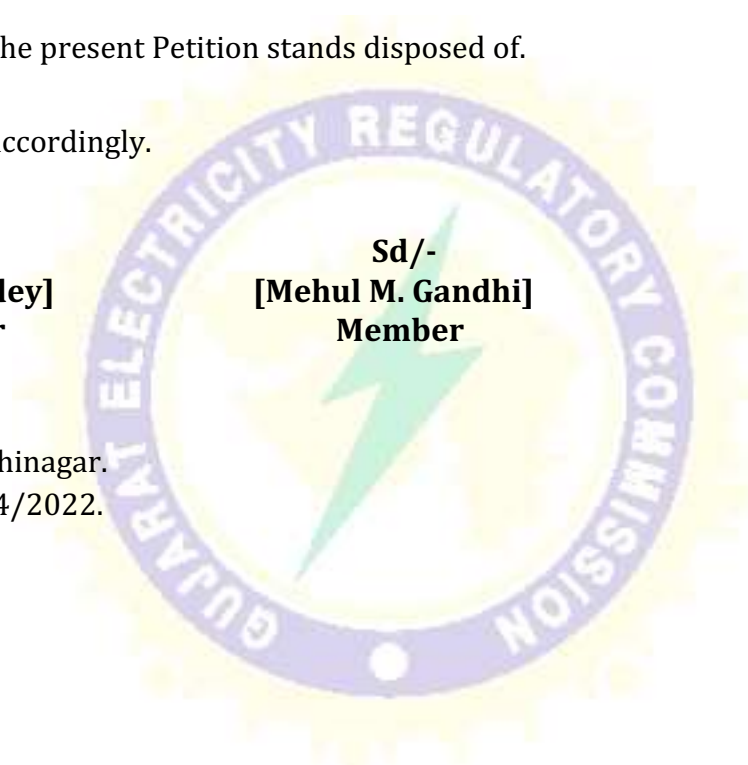 he present Petition stands disposed of.
ccordingly.
Sd/-
ley] [Mehul M. Gandhi]
r Member
hinagar.
4/2022.
GUJARAT ELECTRICITY REGULATORY COMMISSION